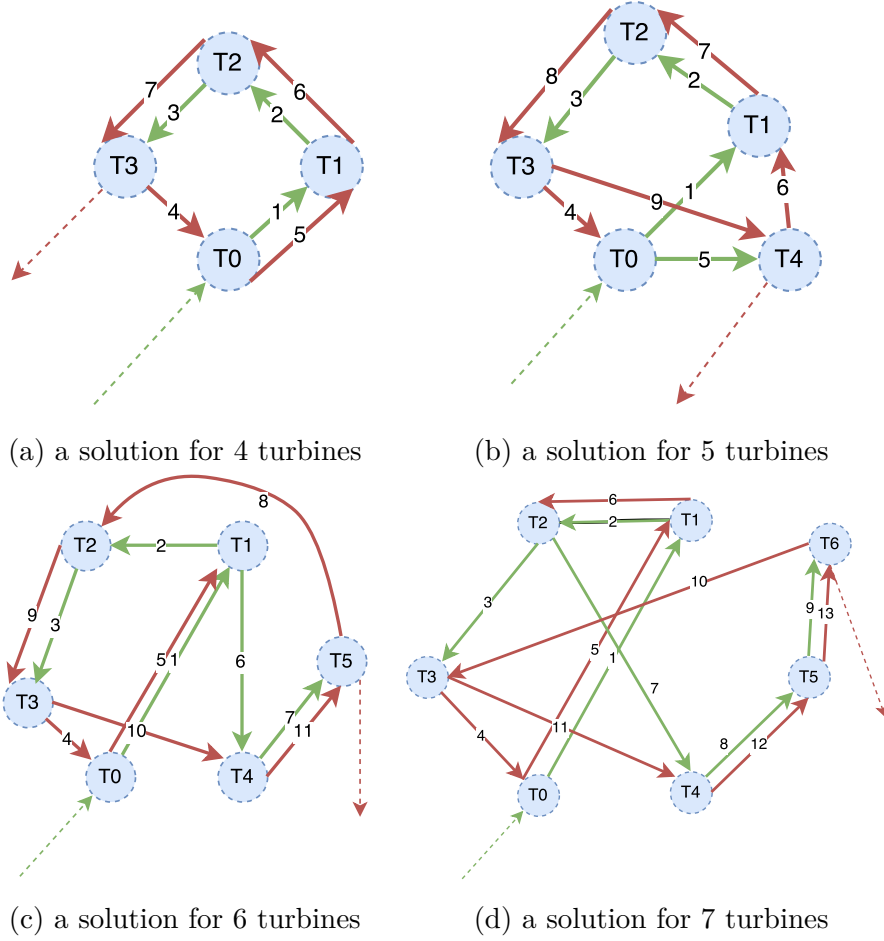 T2
7
6
3
2
T3
T1
4
1
5
T0
(a) a solution for 4 turbines
T2
7
8
2
3
T1
T3
9
1
6
4
T0
5
T4
(b) a solution for 5 turbines
8
T2
2
T1
9
3
5
1
6
T5
T3
7
4
10
11
T0
T4
(c) a solution for 6 turbines
6
T2
2
T1
T6
10
3
9
13
5
1
T3
T5
7
11
4
8
12
T0
T4
(d) a solution for 7 turbines